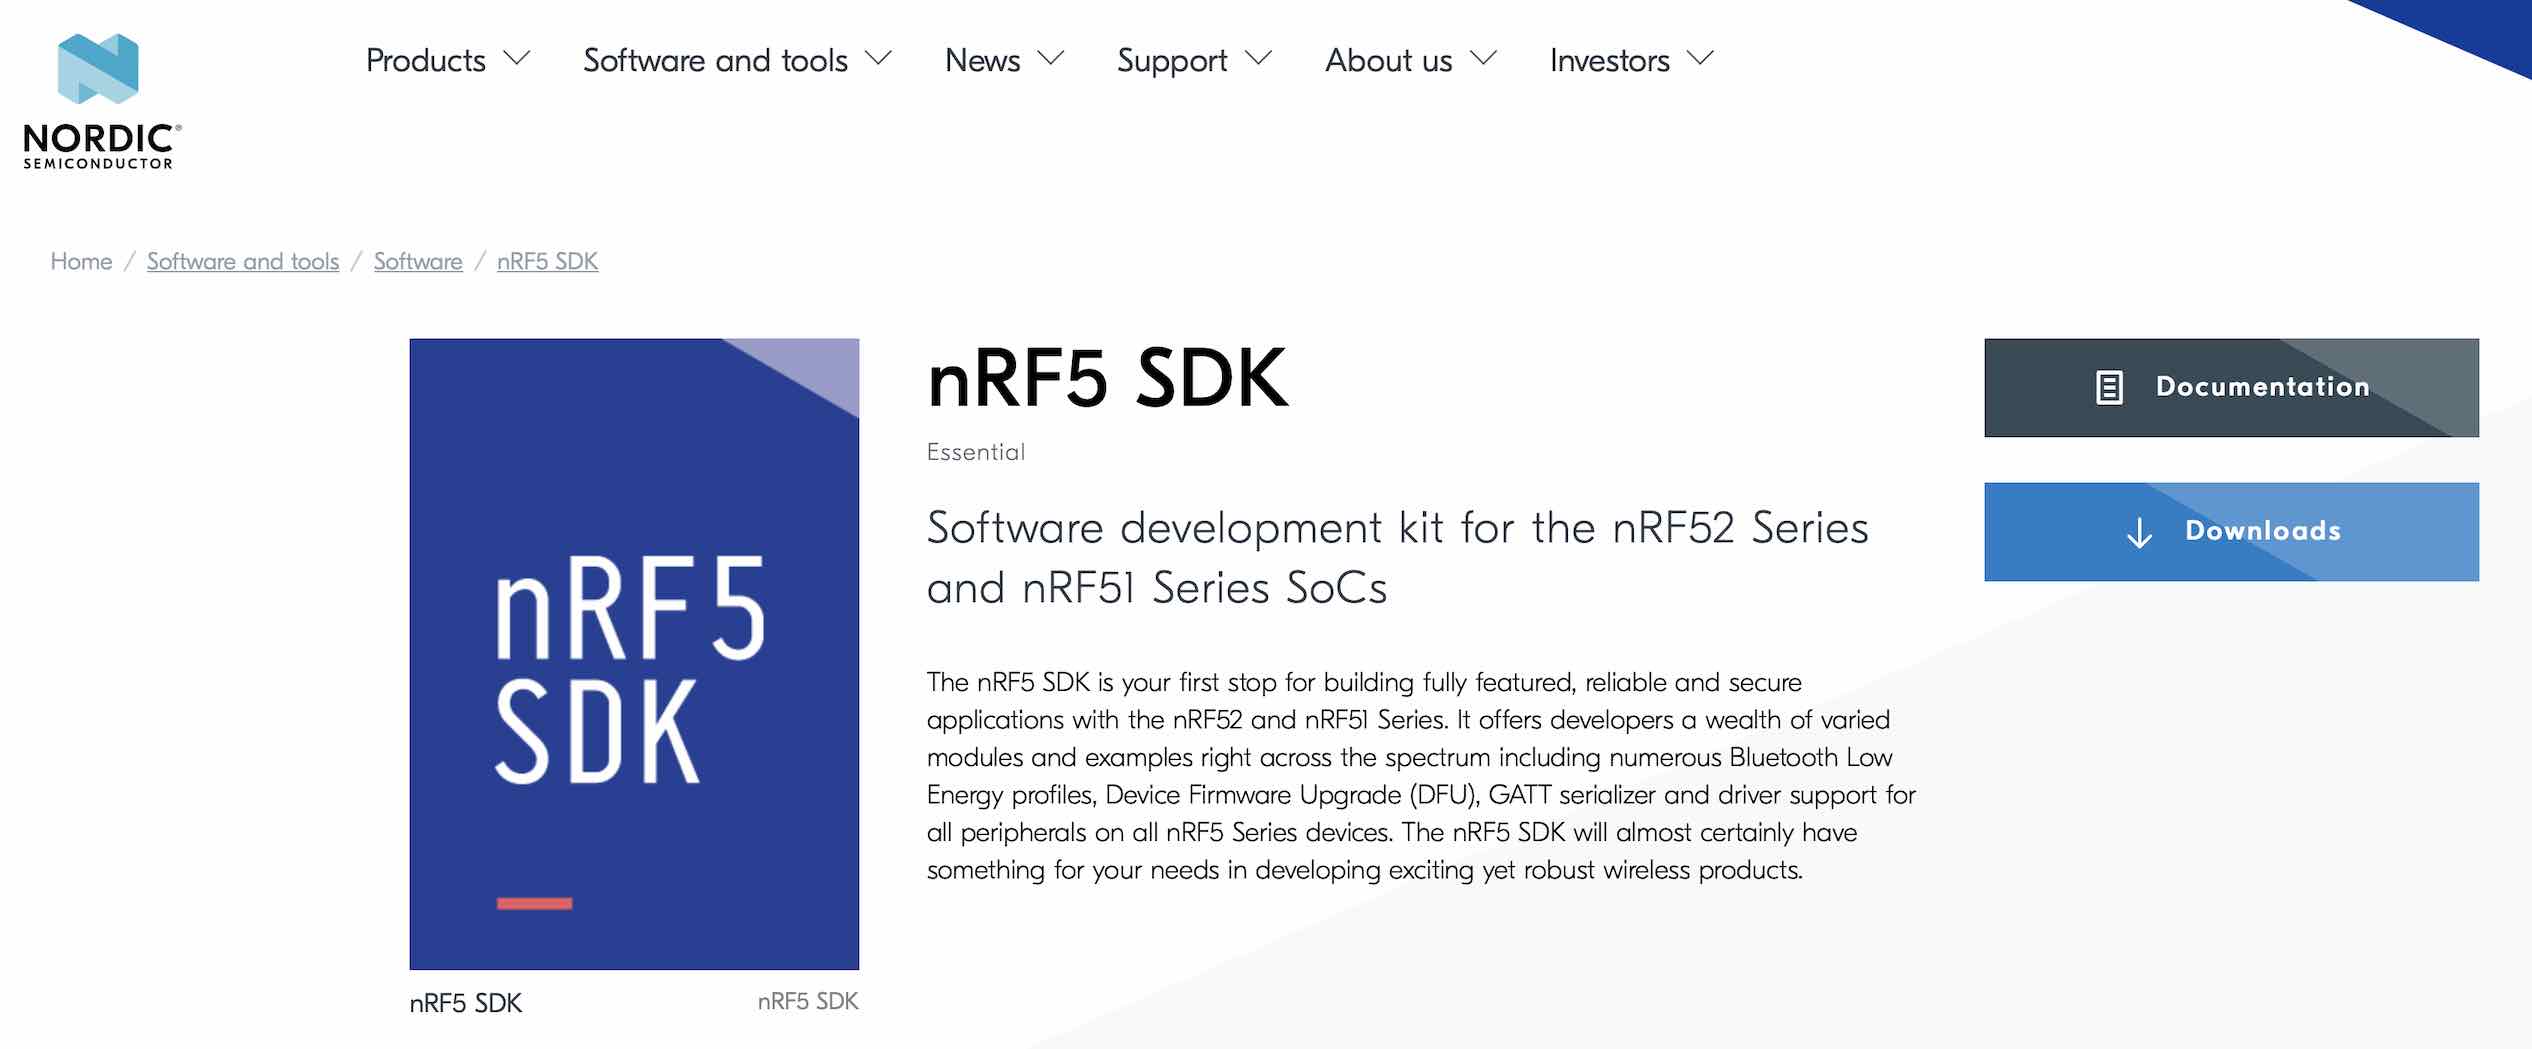 Products Software and tools News Support About us Investors
NORDIC®
SEMICONDUCTOR
Home / Software and tools / Software / nRF5 SDK
nRF5
SDK
nRF5 SDK nRF5 SDK
nRF5 SDK
Essential
Software development kit for the nRF52 Series
and nRF51 Series SoCs
The nRF5 SDK is your first stop for building fully featured, reliable and secure
applications with the nRF52 and nRF51 Series. It offers developers a wealth of varied
modules and examples right across the spectrum including numerous Bluetooth Low
Energy profiles, Device Firmware Upgrade (DFU), GATT serializer and driver support for
all peripherals on all nRF5 Series devices. The nRF5 SDK will almost certainly have
something for your needs in developing exciting yet robust wireless products.
Documentation
Downloads